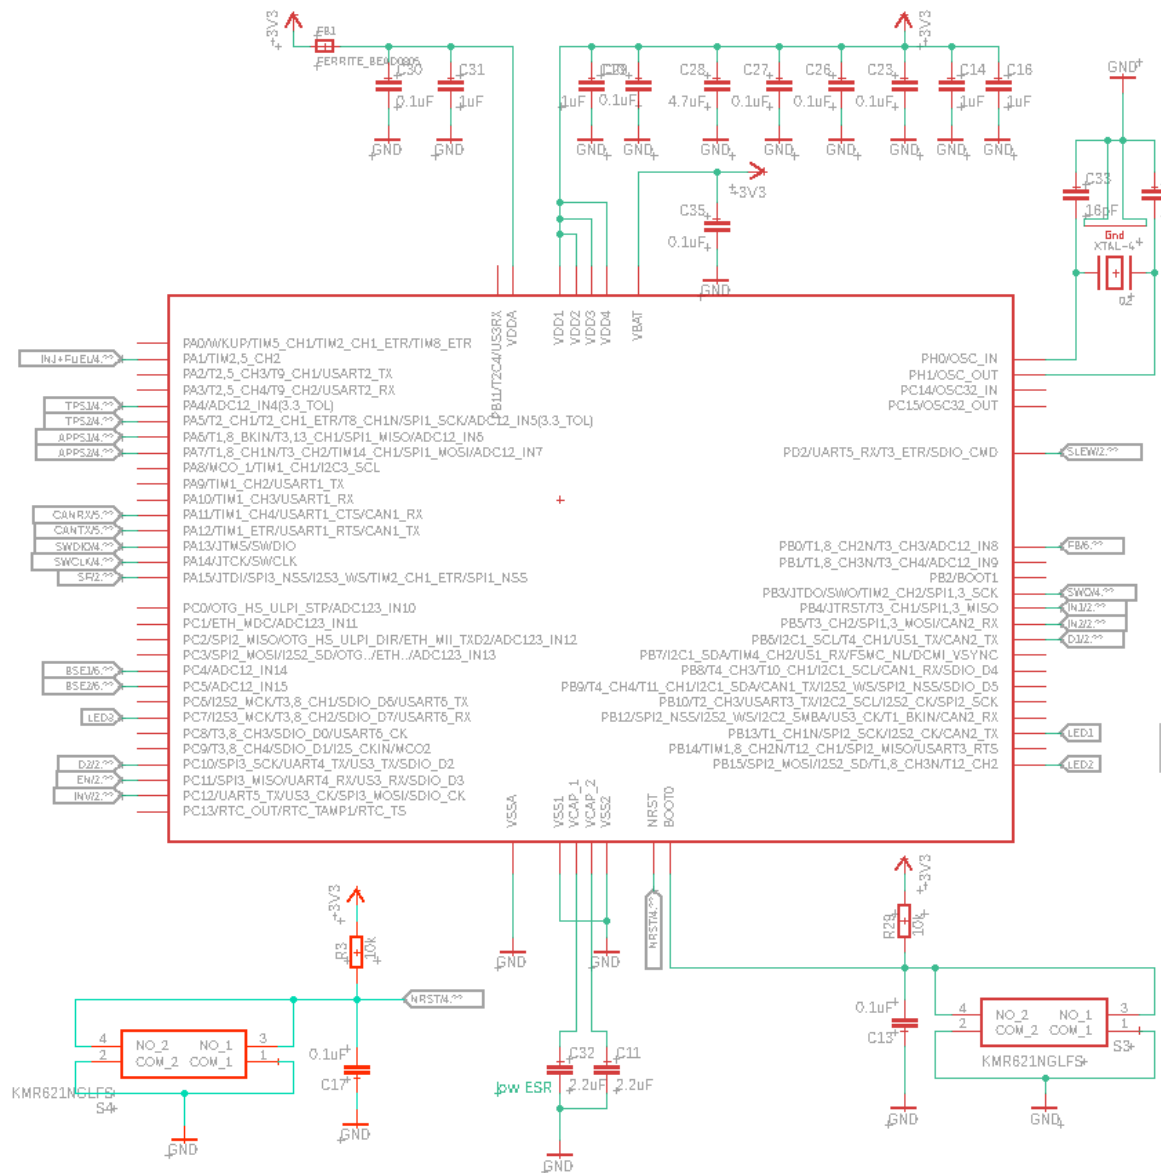 +3V3
FB1
FERRITE_BEAD0805
C30
0.1uF
C31
1uF
GND
GND
1uF
0.1uF
C28
4.7uF
C27
0.1uF
C26
0.1uF
C23
0.1uF
C14
1uF
C16
1uF
+3V3
GND
GND
GND
GND
GND
GND
GND
GND
+3V3
C35
0.1uF
GND
GND
C33
16pF
Gnd
XTAL-4
PB11/T2C4/US3RX
VDDA
VDD1
VDD2
VDD3
VDD4
VBAT
PA0/WKUP/TIM5_CH1/TIM2_CH1_ETR/TIM8_ETR
PA1/TIM2,5_CH2
PA2/T2,5_CH3/T9_CH1/USART2_TX
PA3/T2,5_CH4/T9_CH2/USART2_RX
PA4/ADC12_IN4(3.3_TOL)
PA5/T2_CH1/T2_CH1_ETR/T8_CH1N/SPI1_SCK/ADC12_IN5(3.3_TOL)
PA6/T1,8_BKIN/T3,13_CH1/SPI1_MISO/ADC12_IN6
PA7/T1,8_CH1N/T3_CH2/TIM14_CH1/SPI1_MOSI/ADC12_IN7
PA8/MCO_1/TIM1_CH1/I2C3_SCL
PA9/TIM1_CH2/USART1_TX
PA10/TIM1_CH3/USART1_RX
PA11/TIM1_CH4/USART1_CTS/CAN1_RX
PA12/TIM1_ETR/USART1_RTS/CAN1_TX
PA13/JTMS/SWDIO
PA14/JTCK/SWCLK
PA15/JTDI/SPI3_NSS/I2S3_WS/TIM2_CH1_ETR/SPI1_NSS
PC0/OTG_HS_ULPI_STP/ADC123_IN10
PC1/ETH_MDC/ADC123_IN11
PC2/SPI2_MISO/OTG_HS_ULPI_DIR/ETH_MII_TXD2/ADC123_IN12
PC3/SPI2_MOSI/I2S2_SD/OTG../ETH../ADC123_IN13
PC4/ADC12_IN14
PC5/ADC12_IN15
PC6/I2S2_MCK/T3,8_CH1/SDIO_D6/USART6_TX
PC7/I2S3_MCK/T3,8_CH2/SDIO_D7/USART6_RX
PC8/T3,8_CH3/SDIO_D0/USART6_CK
PC9/T3,8_CH4/SDIO_D1/I2S_CKIN/MCO2
PC10/SPI3_SCK/UART4_TX/US3_TX/SDIO_D2
PC11/SPI3_MISO/UART4_RX/US3_RX/SDIO_D3
PC12/UART5_TX/US3_CK/SPI3_MOSI/SDIO_CK
PC13/RTC_OUT/RTC_TAMP1/RTC_TS
INJ+FUEL/4.??
TPS1/4.??
TPS2/4.??
APPS1/4.??
APPS2/4.??
CANRX/5.??
CANTX/5.??
SWDIO/4.??
SWCLK/4.??
SF/2.??
BSE1/6.??
BSE2/6.??
LED3
D2/2.??
EN/2.??
INV/2.??
PH0/OSC_IN
PH1/OSC_OUT
PC14/OSC32_IN
PC15/OSC32_OUT
PD2/UART5_RX/T3_ETR/SDIO_CMD
PB0/T1,8_CH2N/T3_CH3/ADC12_IN8
PB1/T1,8_CH3N/T3_CH4/ADC12_IN9
PB2/BOOT1
PB3/JTDO/SWO/TIM2_CH2/SPI1,3_SCK
PB4/JTRST/T3_CH1/SPI1,3_MISO
PB5/T3_CH2/SPI1,3_MOSI/CAN2_RX
PB6/I2C1_SCL/T4_CH1/US1_TX/CAN2_TX
PB7/I2C1_SDA/TIM4_CH2/US1_RX/FSMC_NL/DCMI_VSYNC
PB8/T4_CH3/T10_CH1/I2C1_SCL/CAN1_RX/SDIO_D4
PB9/T4_CH4/T11_CH1/I2C1_SDA/CAN1_TX/I2S2_WS/SPI2_NSS/SDIO_D5
PB10/T2_CH3/USART3_TX/I2C2_SCL/I2S2_CK/SPI2_SCK
PB12/SPI2_NSS/I2S2_WS/I2C2_SMBA/US3_CK/T1_BKIN/CAN2_RX
PB13/T1_CH1N/SPI2_SCK/I2S2_CK/CAN2_TX
PB14/TIM1,8_CH2N/T12_CH1/SPI2_MISO/USART3_RTS
PB15/SPI2_MOSI/I2S2_SD/T1,8_CH3N/T12_CH2
SLEW/2.??
FB/6.??
SWO/4.??
IN1/2.??
IN2/2.??
D1/2.??
LED1
LED2
VSSA
VSS1
VCAP_1
VCAP_2
VSS2
NRST
BOOT0
GND
GND
NRST/4.??
+3V3
R3
10k
NRST/4.??
4
2
NO_2
COM_2
NO_1
COM_1
3
1
KMR621NGLFS
S4
GND
0.1uF
C17
GND
low ESR
C32
2.2uF
C11
2.2uF
GND
+3V3
R29
10k
0.1uF
C13
GND
4
2
NO_2
COM_2
NO_1
COM_1
3
1
S3
KMR621NGLFS
GND